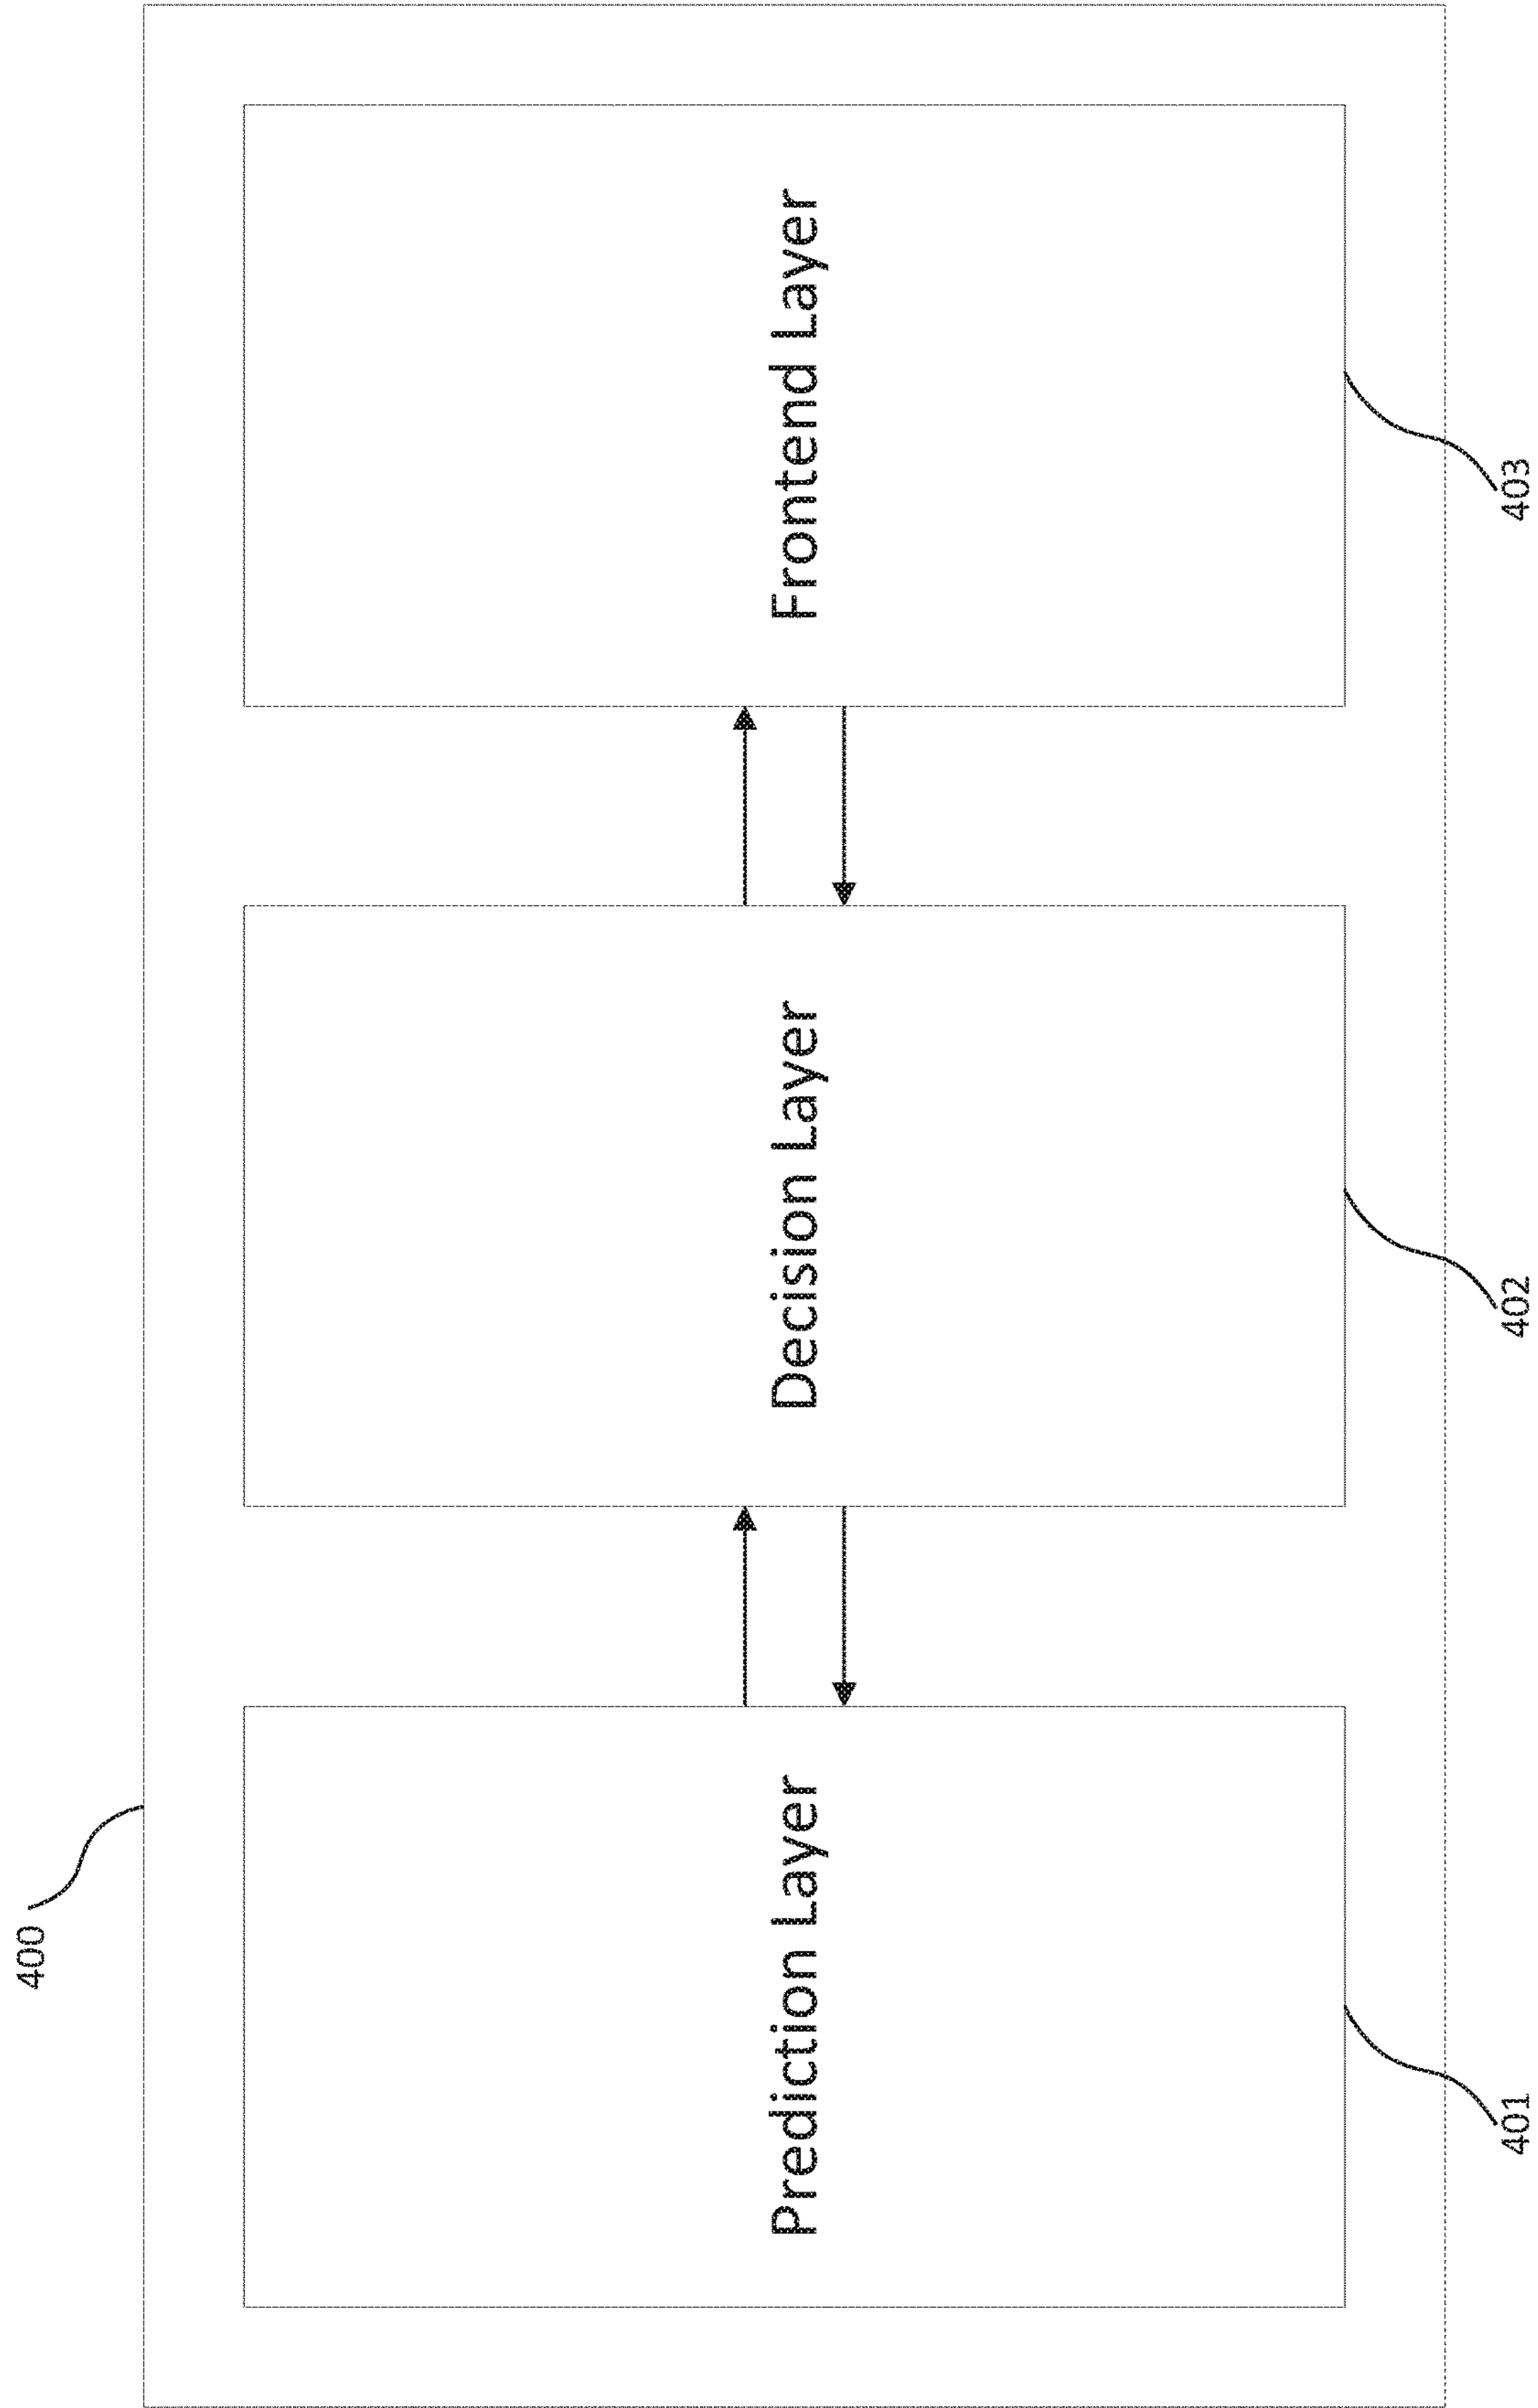 400
Prediction Layer
Decision Layer
Frontend Layer
401
402
403